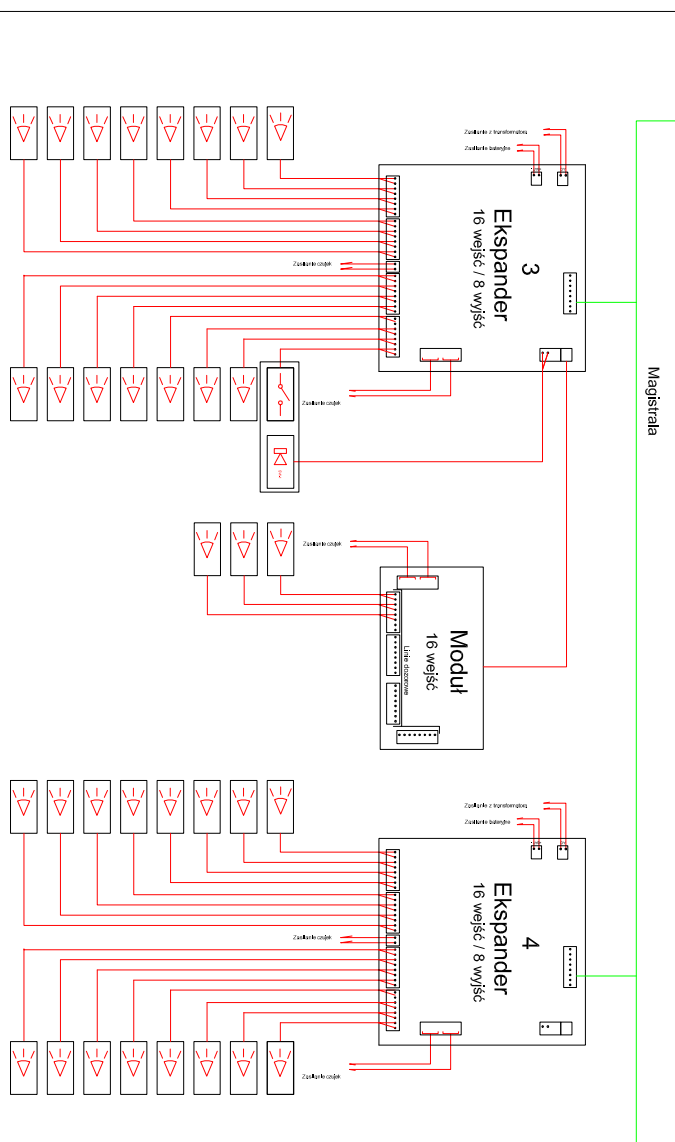 Zasilanie z transformatora
Zasilanie bateryjne
3
Ekspander
16 wejść / 8 wyjść
Zasilanie czujek
Zasilanie czujek
Magistrala
Zasilanie czujek
Moduł
16 wejść
Linie dozorowe
Zasilanie z transformatora
Zasilanie bateryjne
4
Ekspander
16 wejść / 8 wyjść
Zasilanie czujek
Zasilanie czujek